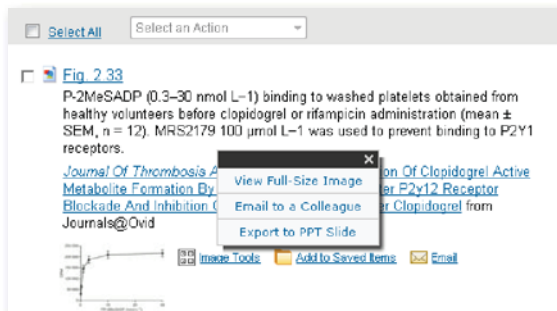 Select All Select an Action
Fig. 2 33
P-2MeSADP (0.3–30 nmol L–1) binding to washed platelets obtained from
healthy volunteers before clopidogrel or rifampicin administration (mean ±
SEM, n = 12). MRS2179 100 μmol L–1 was used to prevent binding to P2Y1
receptors.
Journal Of Thrombosis A on Of Clopidogrel Active
Metabolite Formation By er P2y12 Receptor
Blockade And Inhibition er Clopidogrel from
Journals@Ovid
×
View Full-Size Image
Email to a Colleague
Export to PPT Slide
Image Tools Add to Saved Items Email